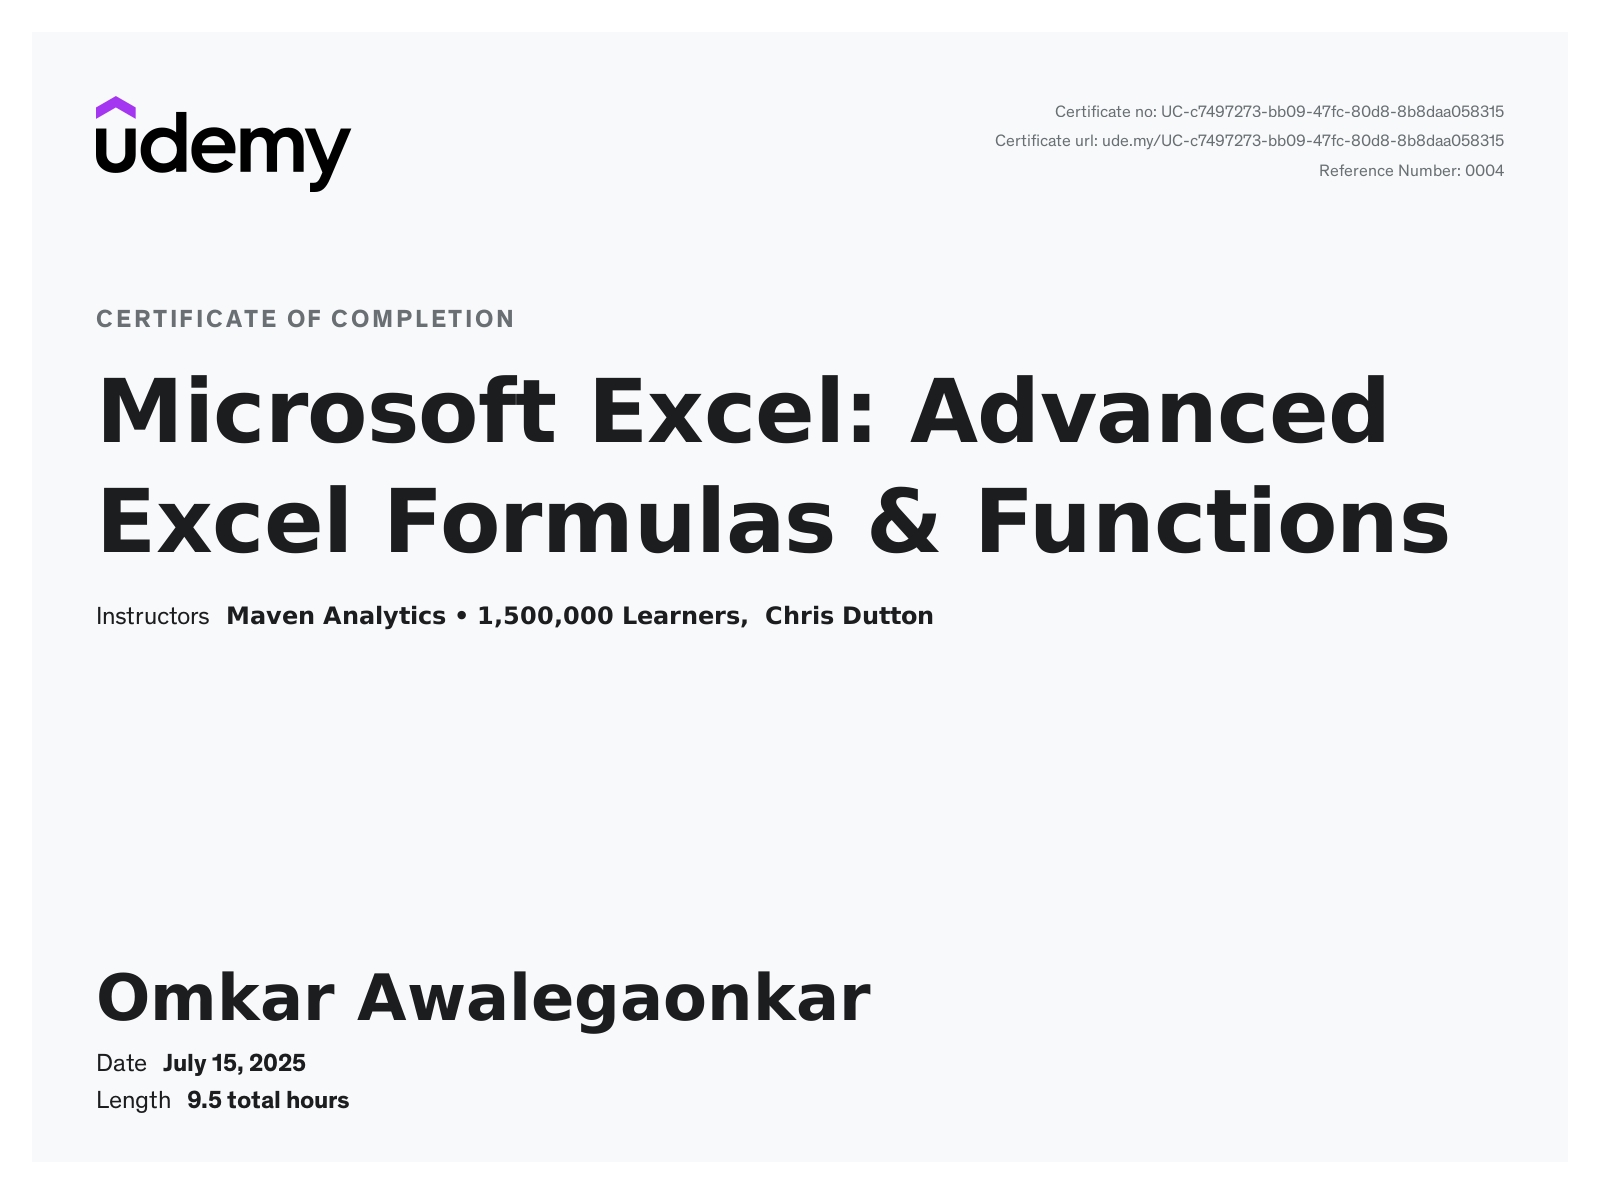 udemy
Certificate no: UC-c7497273-bb09-47fc-80d8-8b8daa058315
Certificate url: ude.my/UC-c7497273-bb09-47fc-80d8-8b8daa058315
Reference Number: 0004
CERTIFICATE OF COMPLETION
Microsoft Excel: Advanced
Excel Formulas & Functions
Instructors Maven Analytics • 1,500,000 Learners, Chris Dutton
Omkar Awalegaonkar
Date July 15, 2025
Length 9.5 total hours